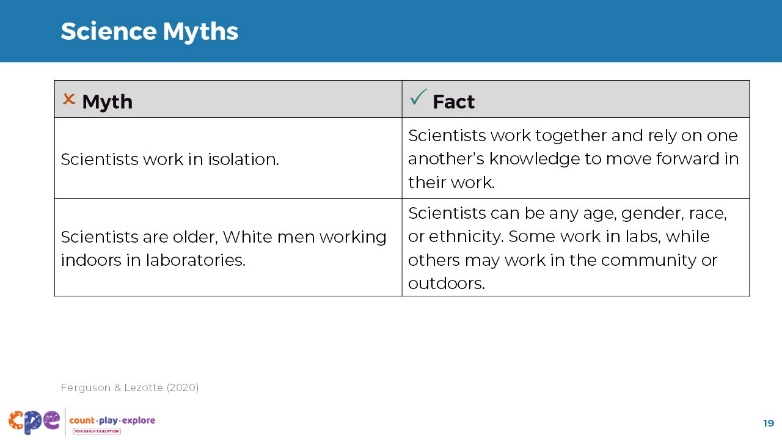 Science Myths
× Myth
✓ Fact
Scientists work in isolation.
Scientists work together and rely on one
another's knowledge to move forward in
their work.
Scientists are older, White men working
indoors in laboratories.
Scientists can be any age, gender, race,
or ethnicity. Some work in labs, while
others may work in the community or
outdoors.
Ferguson & Lezotte (2020)
cpe
count·play·explore
FOR EARLY EDUCATION
19